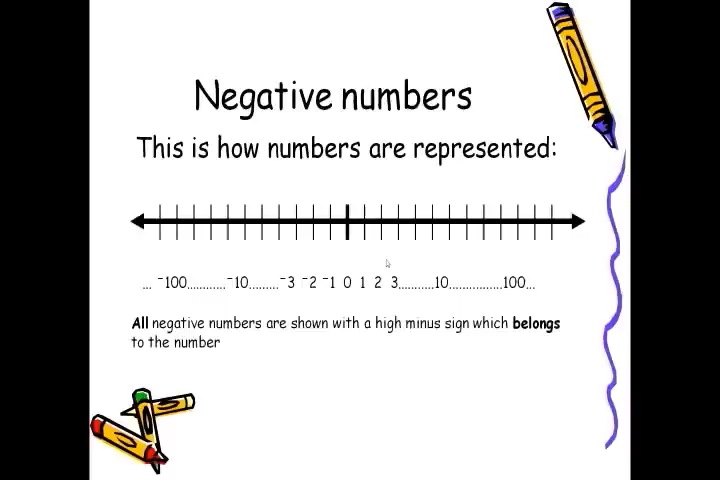 Negative numbers
This is how numbers are represented:
... ⁻100............⁻10.........⁻3 ⁻2 ⁻1 0 1 2 3...........10................100...
All negative numbers are shown with a high minus sign which belongs
to the number